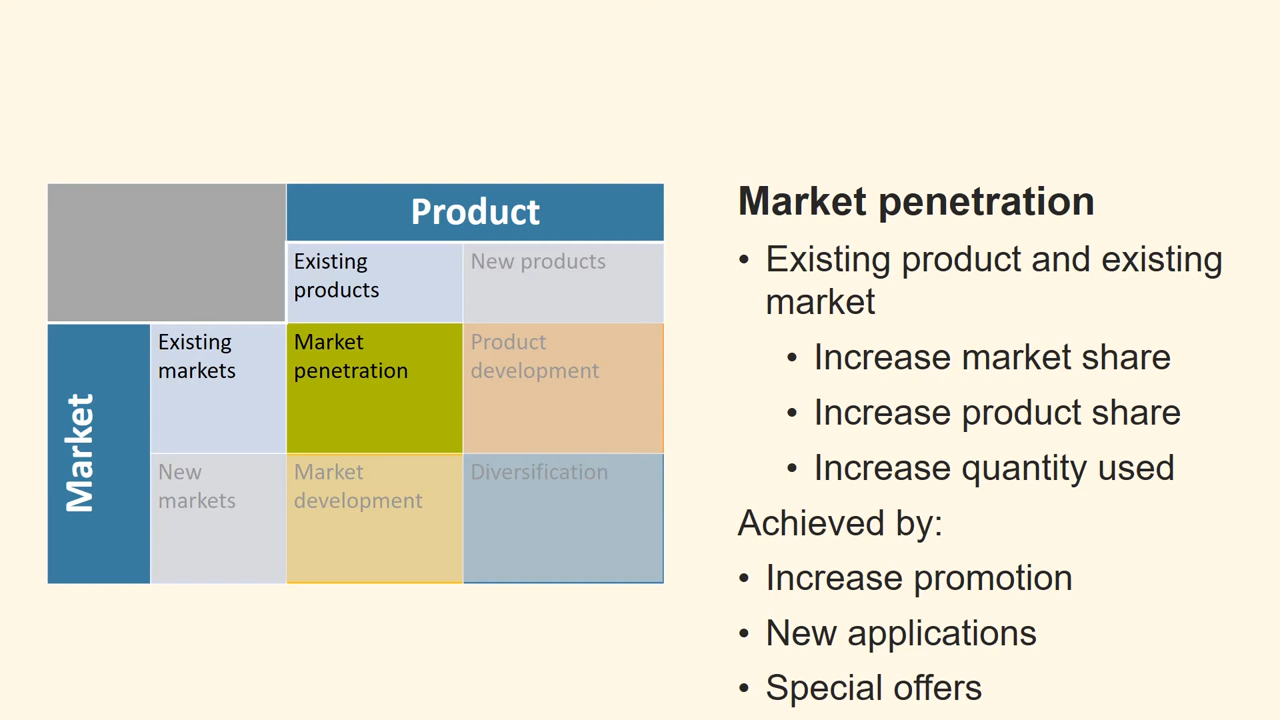 Product
Existing
products
New products
Market
Existing
markets
Market
penetration
Product
development
New
markets
Market
development
Diversification
Market penetration
• Existing product and existing
market
• Increase market share
• Increase product share
• Increase quantity used
Achieved by:
• Increase promotion
• New applications
• Special offers